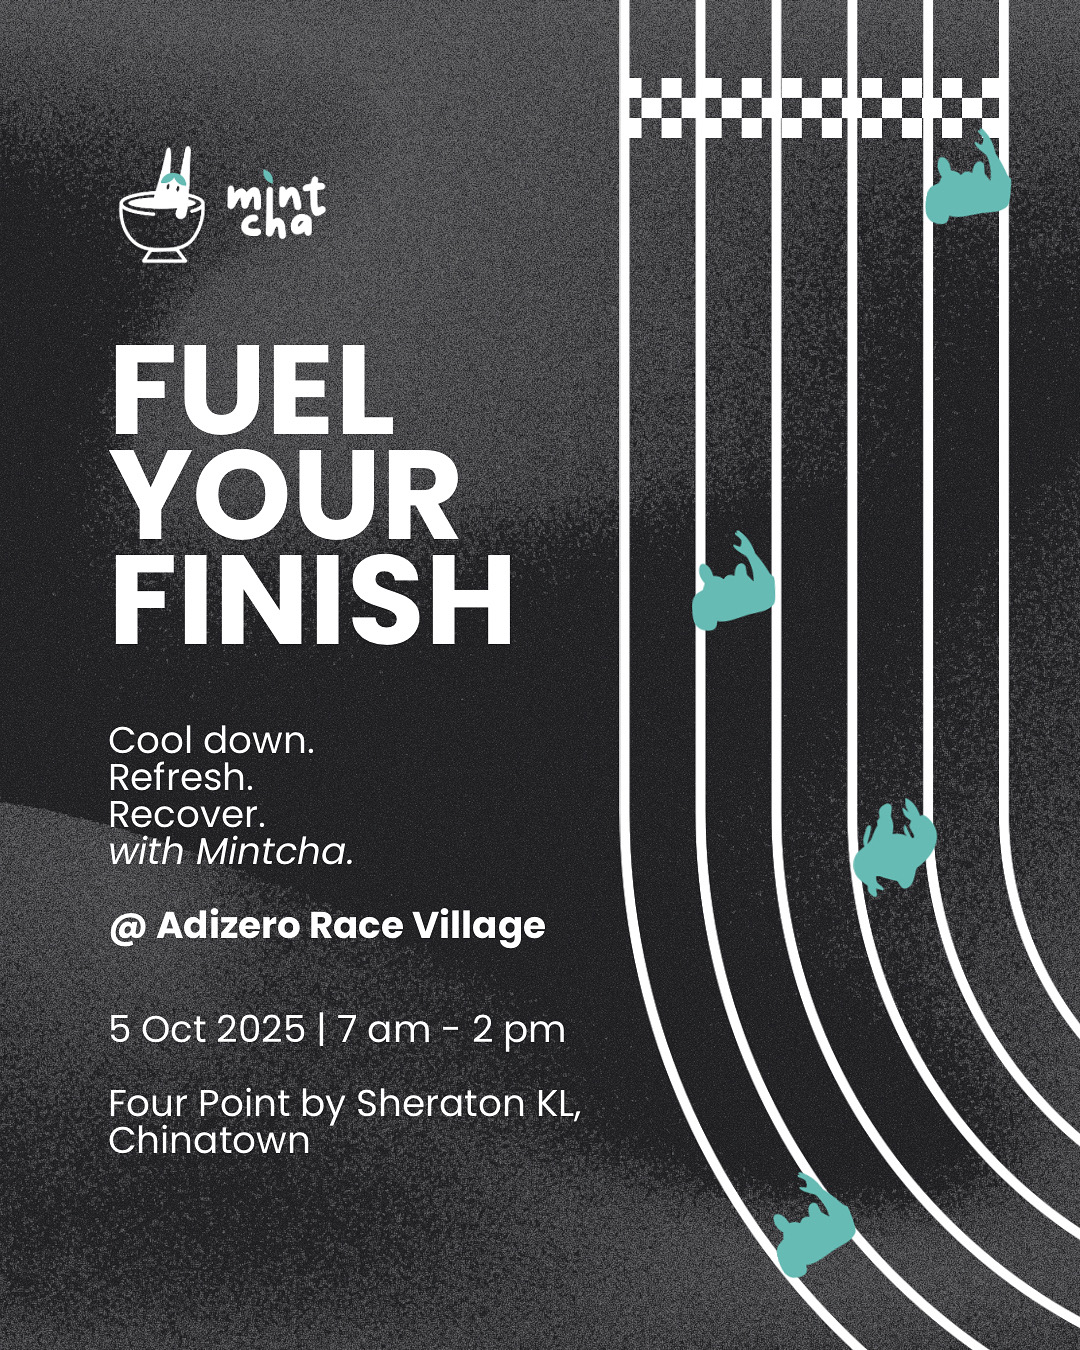 mint
cha
FUEL
YOUR
FINISH
Cool down.
Refresh.
Recover.
with Mintcha.
@ Adizero Race Village
5 Oct 2025 | 7 am - 2 pm
Four Point by Sheraton KL,
Chinatown